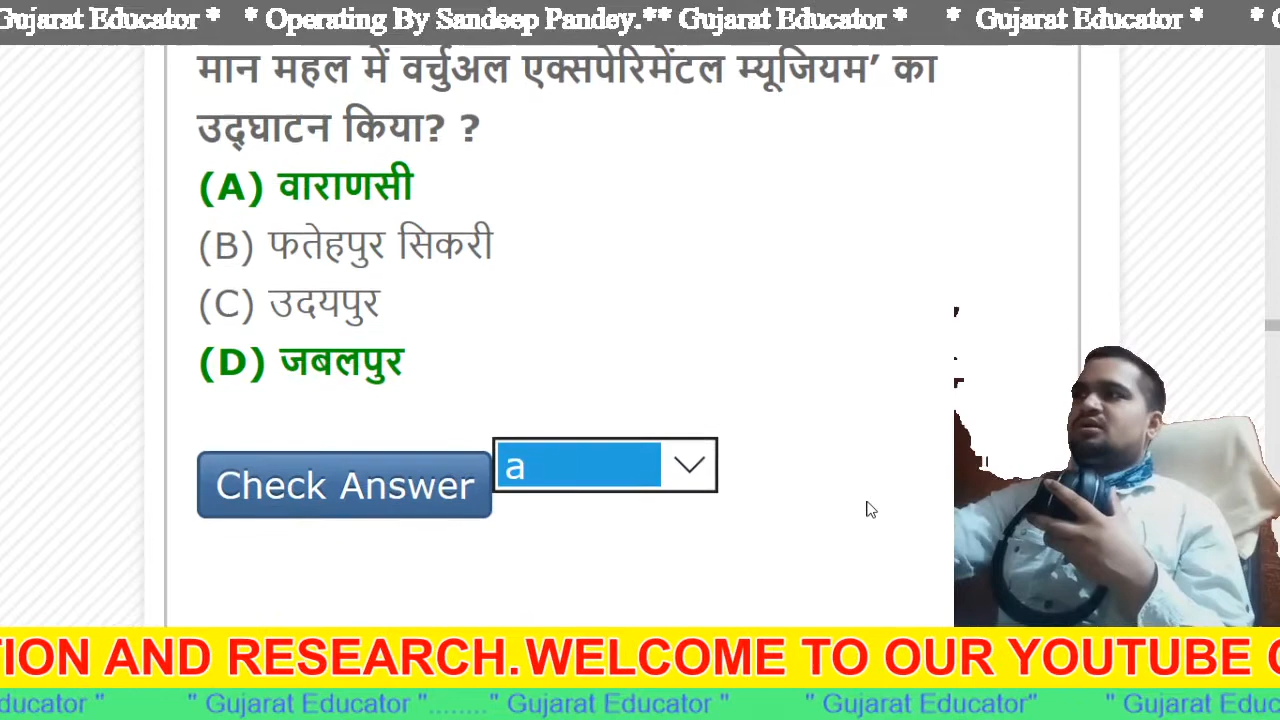 Gujarat Educator * * Operating By Sandeep Pandey.** Gujarat Educator * * Gujarat Educator * *
मान महल में वर्चुअल एक्सपेरिमेंटल म्यूजियम’ का
उद्घाटन किया? ?
(A) वाराणसी
(B) फतेहपुर सिकरी
(C) उदयपुर
(D) जबलपुर
Check Answer a
TION AND RESEARCH.WELCOME TO OUR YOUTUBE
ducator " " Gujarat Educator "........" Gujarat Educator " " Gujarat Educator" " Gujarat Educ